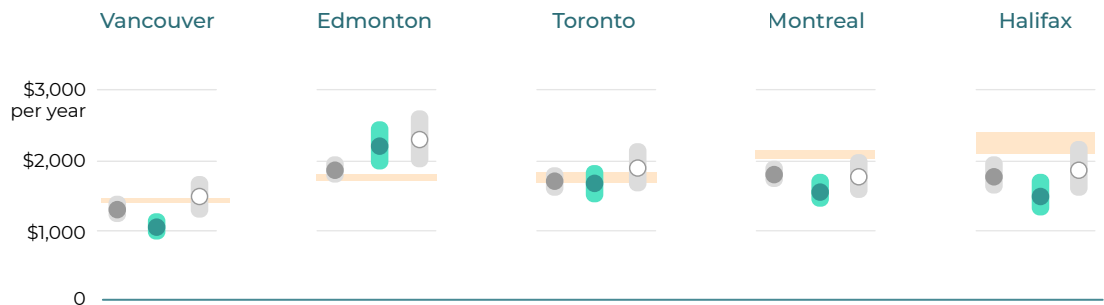 Vancouver
Edmonton
Toronto
Montreal
Halifax
$3,000
per year
$2,000
$1,000
0